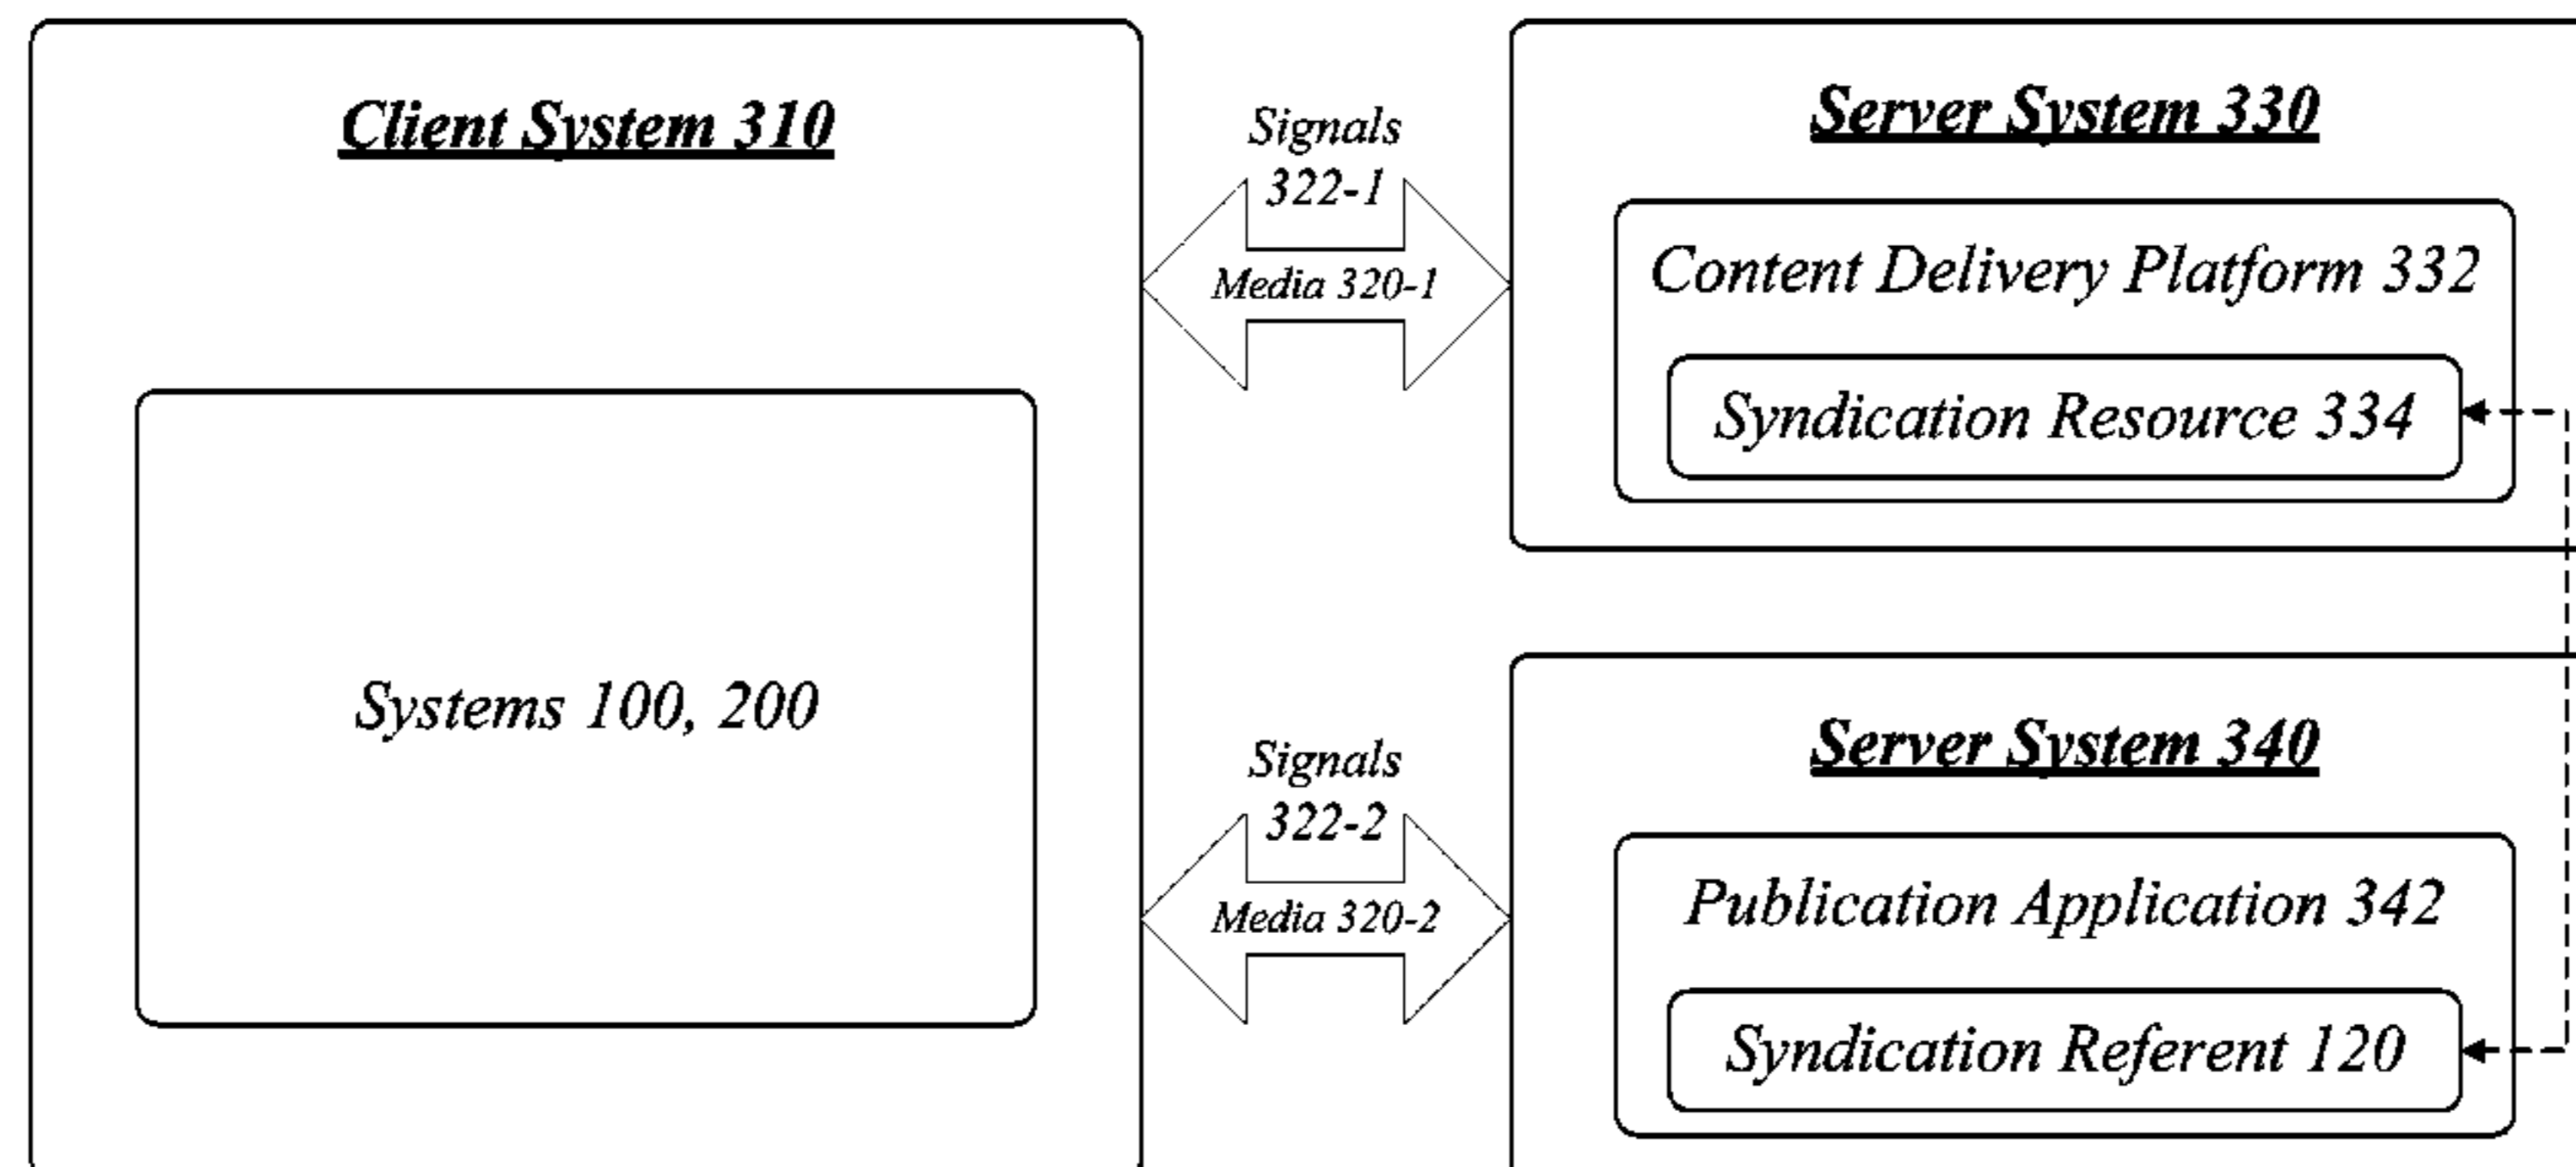 Client System 310
Systems 100, 200
Signals
322-1
Media 320-1
Server System 330
Content Delivery Platform 332
Syndication Resource 334
Signals
322-2
Media 320-2
Server System 340
Publication Application 342
Syndication Referent 120